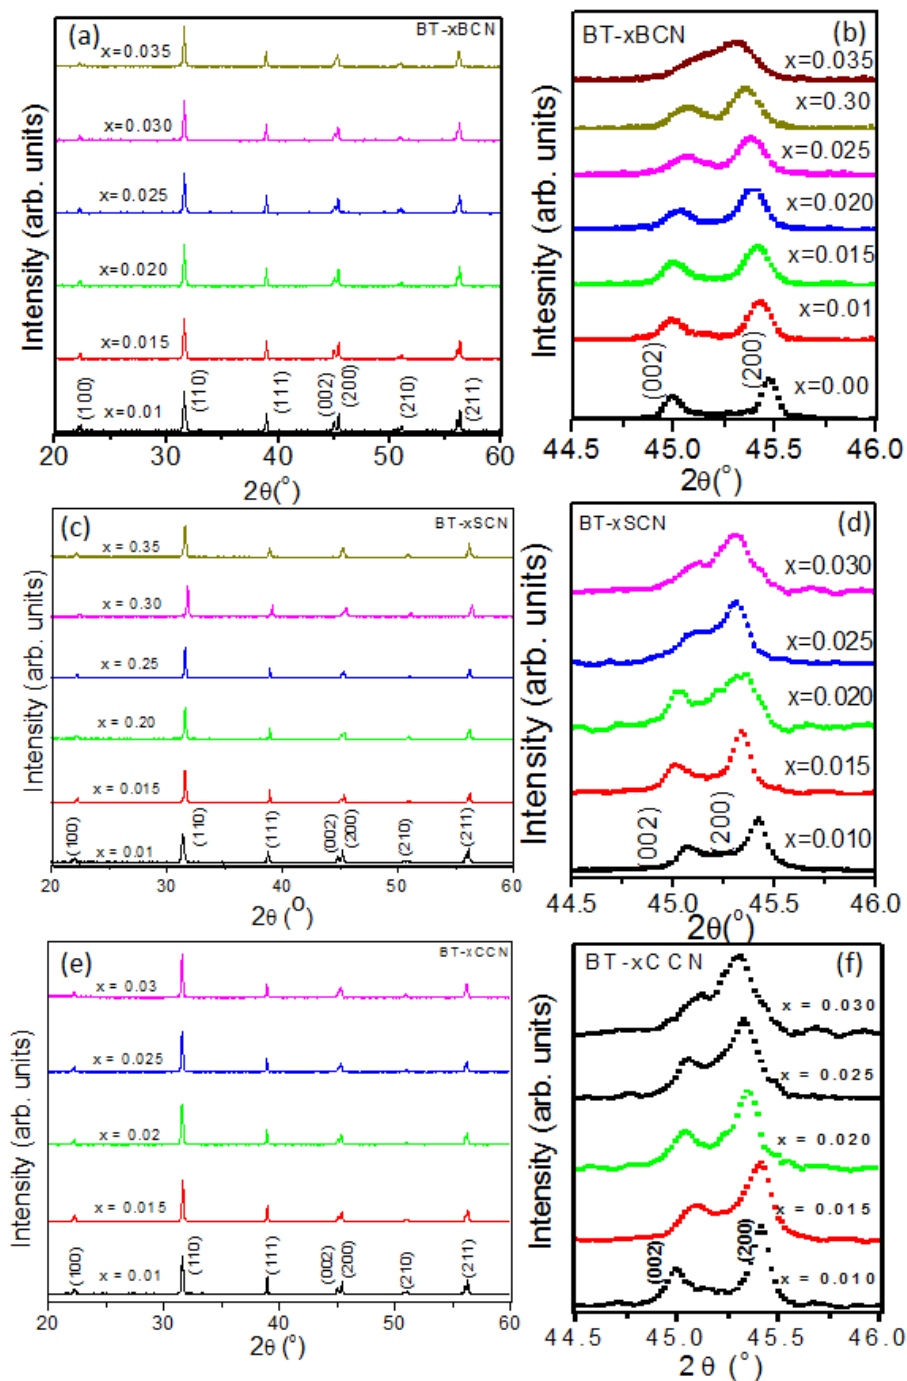 (a)
BT-xBCN
x=0.035
x=0.030
x=0.025
x=0.020
x=0.015
x=0.01
(100)
(110)
(111)
(002)
(200)
(210)
(211)
20 30 40 50 60
2θ(°)
Intensity (arb. units)
BT-xBCN
(b)
x=0.035
x=0.30
x=0.025
x=0.020
x=0.015
x=0.01
x=0.00
(002)
(200)
44.5 45.0 45.5 46.0
2θ(°)
Intesnity (arb. units)
(c)
BT-xSCN
x = 0.35
x = 0.30
x = 0.25
x = 0.20
x = 0.015
x = 0.01
(100)
(110)
(111)
(002)
(200)
(210)
(211)
20 30 40 50 60
2θ (O)
Intensity (arb. units)
BT-xSCN
(d)
x=0.030
x=0.025
x=0.020
x=0.015
x=0.010
(002)
(200)
44.5 45.0 45.5 46.0
2θ(°)
Intensity (arb. units)
(e)
BT-xCCN
x = 0.03
x = 0.025
x = 0.02
x = 0.015
x = 0.01
(100)
(110)
(111)
(002)
(200)
(210)
(211)
20 30 40 50 60
2θ (°)
Intensity (arb. units)
BT-xCCN
(f)
x = 0.030
x = 0.025
x = 0.020
x = 0.015
x = 0.010
(002)
(200)
44.5 45.0 45.5 46.0
2θ (°)
Intensity (arb. units)